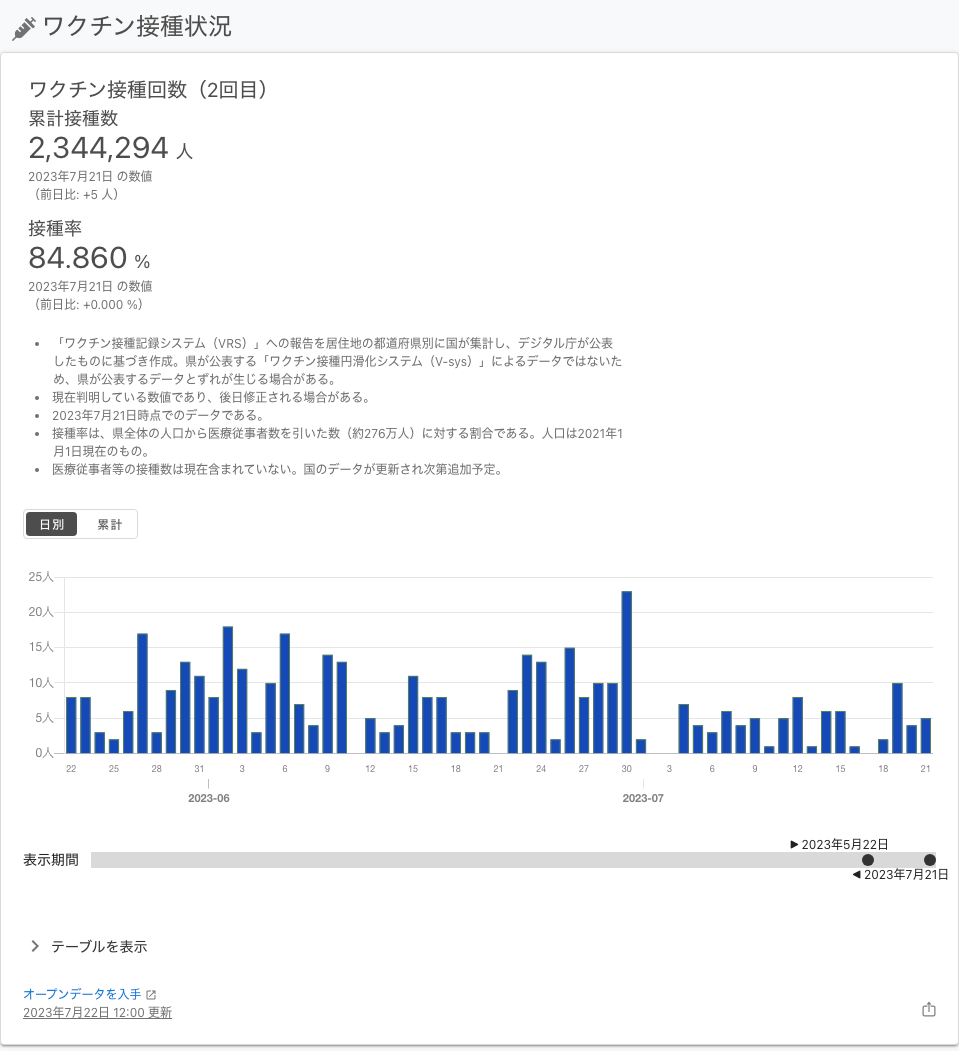 ワクチン接種状況
ワクチン接種回数（2回目）
累計接種数
2,344,294 人
2023年7月21日 の数値
（前日比: +5 人）
接種率
84.860 %
2023年7月21日 の数値
（前日比: +0.000 %）
• 「ワクチン接種記録システム（VRS）」への報告を居住地の都道府県別に国が集計し、デジタル庁が公表
したものに基づき作成。県が公表する「ワクチン接種円滑化システム（V-sys）」によるデータではないた
め、県が公表するデータとずれが生じる場合がある。
• 現在判明している数値であり、後日修正される場合がある。
• 2023年7月21日時点でのデータである。
• 接種率は、県全体の人口から医療従事者数を引いた数（約276万人）に対する割合である。人口は2021年1
月1日現在のもの。
• 医療従事者等の接種数は現在含まれていない。国のデータが更新され次第追加予定。
日別 累計
25人
20人
15人
10人
5人
0人
22 25 28 31 3 6 9 12 15 18 21 24 27 30 3 6 9 12 15 18 21
2023-06 2023-07
▶ 2023年5月22日
表示期間
◀ 2023年7月21日
テーブルを表示
オープンデータを入手
2023年7月22日 12:00 更新